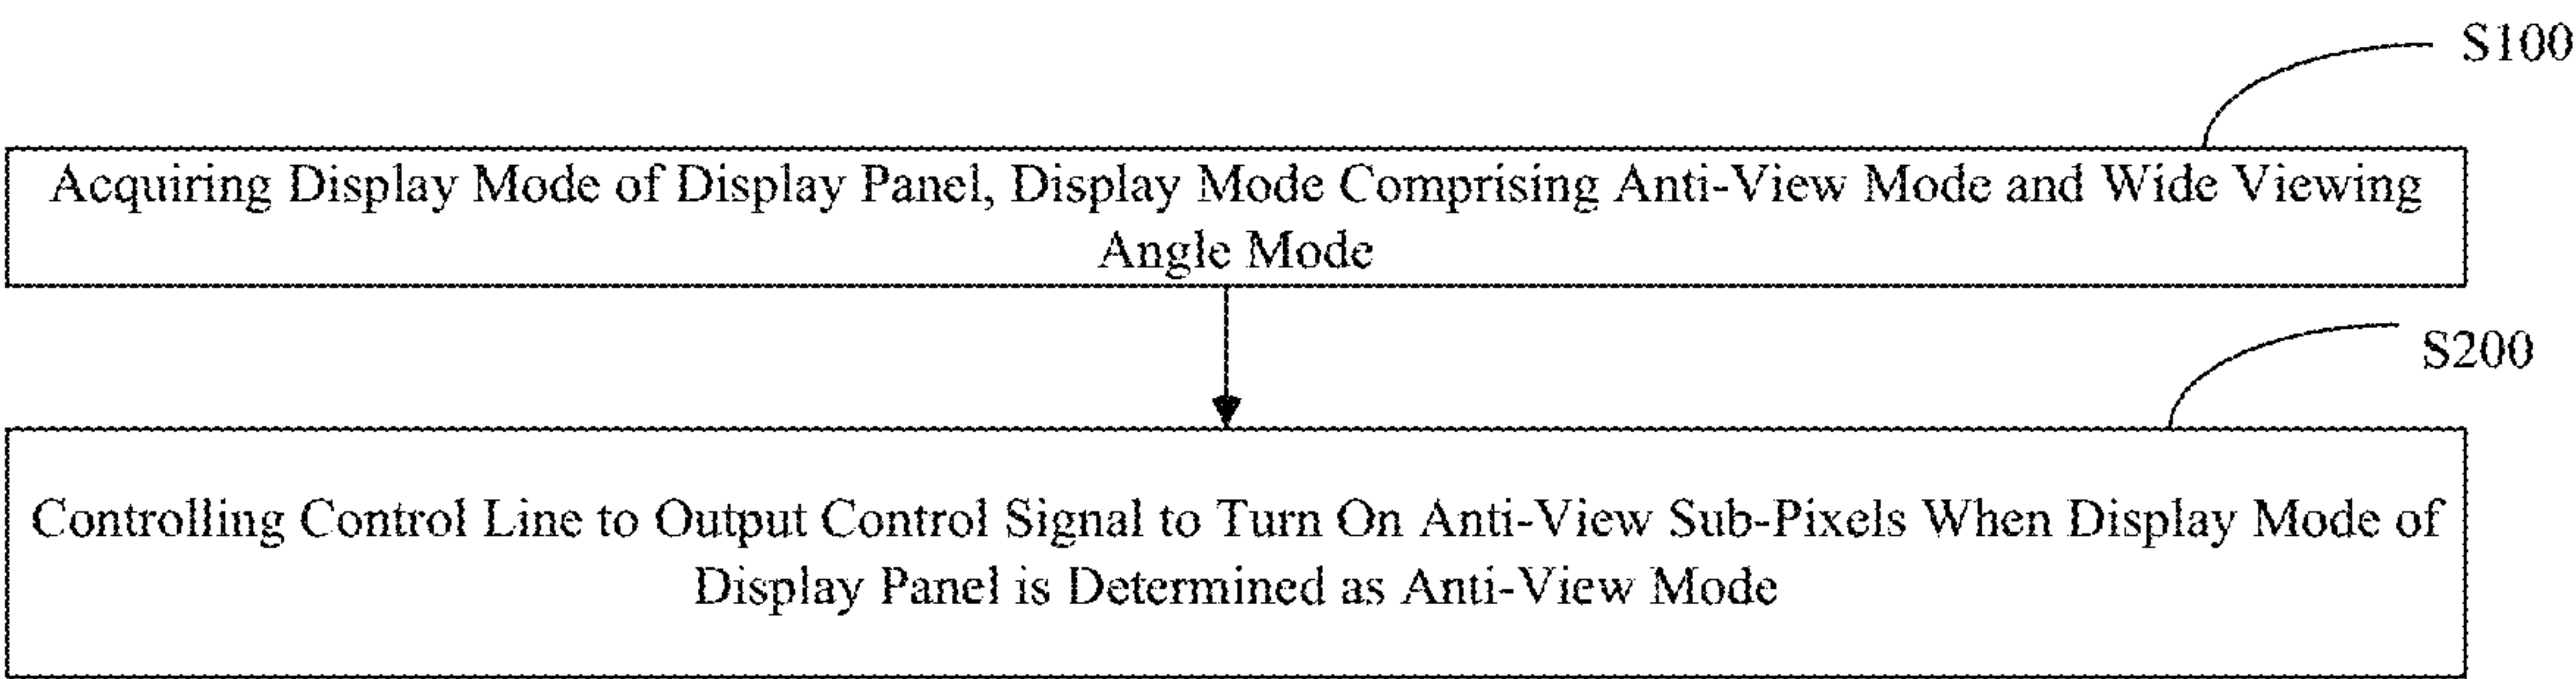 S100
Acquiring Display Mode of Display Panel, Display Mode Comprising Anti-View Mode and Wide Viewing
Angle Mode
S200
Controlling Control Line to Output Control Signal to Turn On Anti-View Sub-Pixels When Display Mode of
Display Panel is Determined as Anti-View Mode